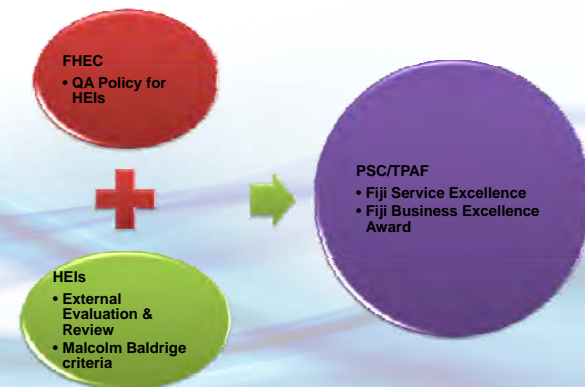 FHEC
• QA Policy for
HEIs
HEIs
• External
Evaluation &
Review
• Malcolm Baldrige
criteria
PSC/TPAF
• Fiji Service Excellence
• Fiji Business Excellence
Award